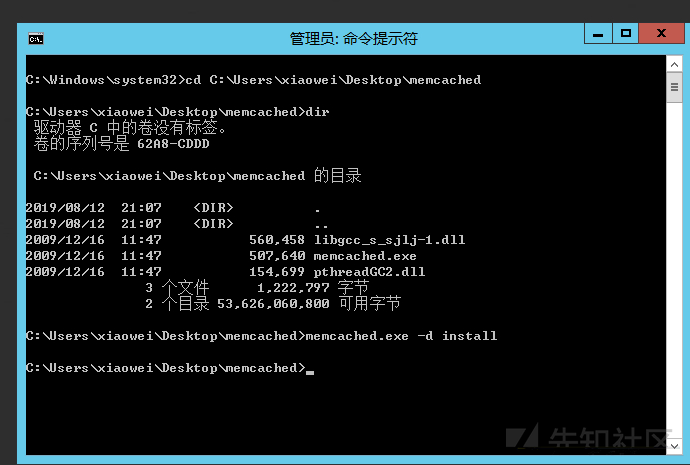 管理员: 命令提示符
C:\Windows\system32>cd C:\Users\xiaowei\Desktop\memcached
C:\Users\xiaowei\Desktop\memcached>dir
驱动器 C 中的卷没有标签。
卷的序列号是 62A8-CDDD
C:\Users\xiaowei\Desktop\memcached 的目录
2019/08/12  21:07    <DIR>          .
2019/08/12  21:07    <DIR>          ..
2009/12/16  11:47           560,458 libgcc_s_sjlj-1.dll
2009/12/16  11:47           507,640 memcached.exe
2009/12/16  11:47           154,699 pthreadGC2.dll
3 个文件      1,222,797 字节
2 个目录 53,626,060,800 可用字节
C:\Users\xiaowei\Desktop\memcached>memcached.exe -d install
C:\Users\xiaowei\Desktop\memcached>_
先知社区